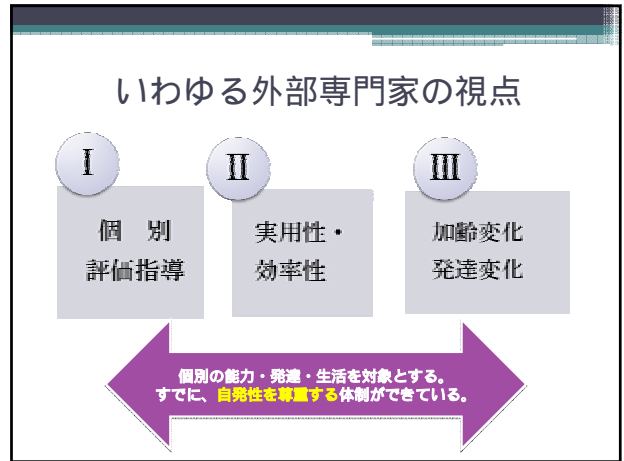 いわゆる外部専門家の視点
Ⅰ
Ⅱ
Ⅲ
個 別
評価指導
実用性・
効率性
加齢変化
発達変化
個別の能力・発達・生活を対象とする。
すでに、自発性を尊重する体制ができている。